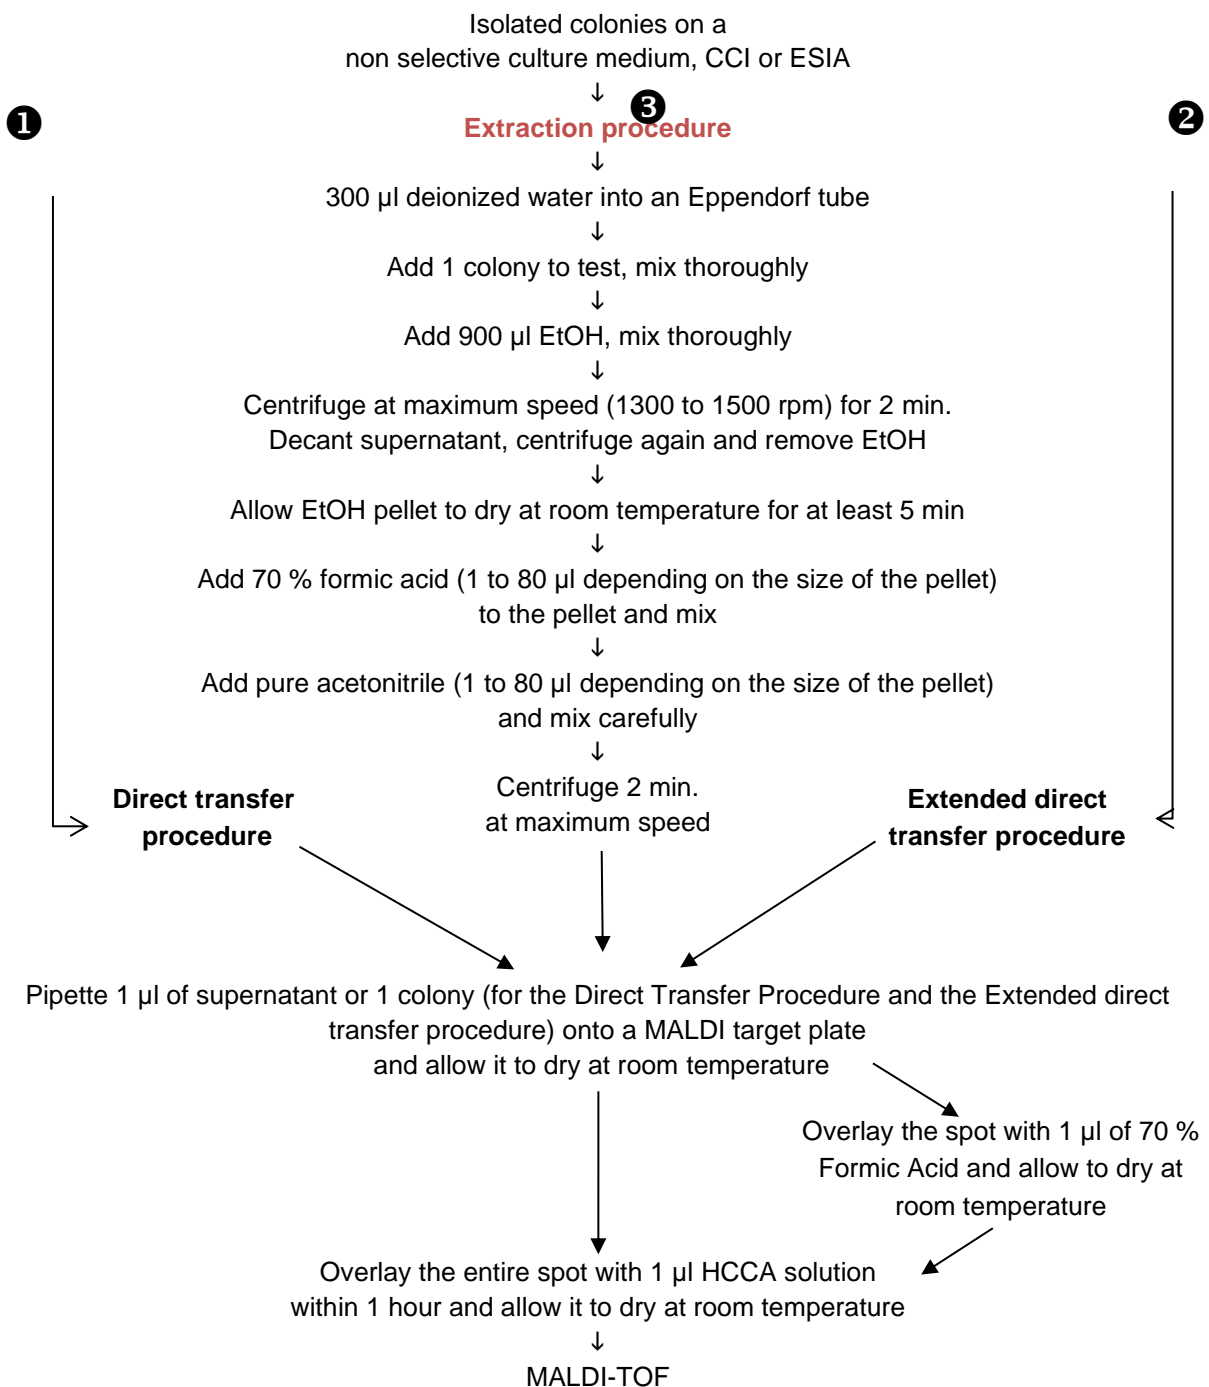 Isolated colonies on a
non selective culture medium, CCI or ESIA
↓
❶
❸
❷
Extraction procedure
↓
300 µl deionized water into an Eppendorf tube
↓
Add 1 colony to test, mix thoroughly
↓
Add 900 µl EtOH, mix thoroughly
↓
Centrifuge at maximum speed (1300 to 1500 rpm) for 2 min.
Decant supernatant, centrifuge again and remove EtOH
↓
Allow EtOH pellet to dry at room temperature for at least 5 min
↓
Add 70 % formic acid (1 to 80 µl depending on the size of the pellet)
to the pellet and mix
↓
Add pure acetonitrile (1 to 80 µl depending on the size of the pellet)
and mix carefully
↓
Direct transfer
procedure
Centrifuge 2 min.
at maximum speed
Extended direct
transfer procedure
Pipette 1 µl of supernatant or 1 colony (for the Direct Transfer Procedure and the Extended direct
transfer procedure) onto a MALDI target plate
and allow it to dry at room temperature
Overlay the spot with 1 µl of 70 %
Formic Acid and allow to dry at
room temperature
Overlay the entire spot with 1 µl HCCA solution
within 1 hour and allow it to dry at room temperature
↓
MALDI-TOF